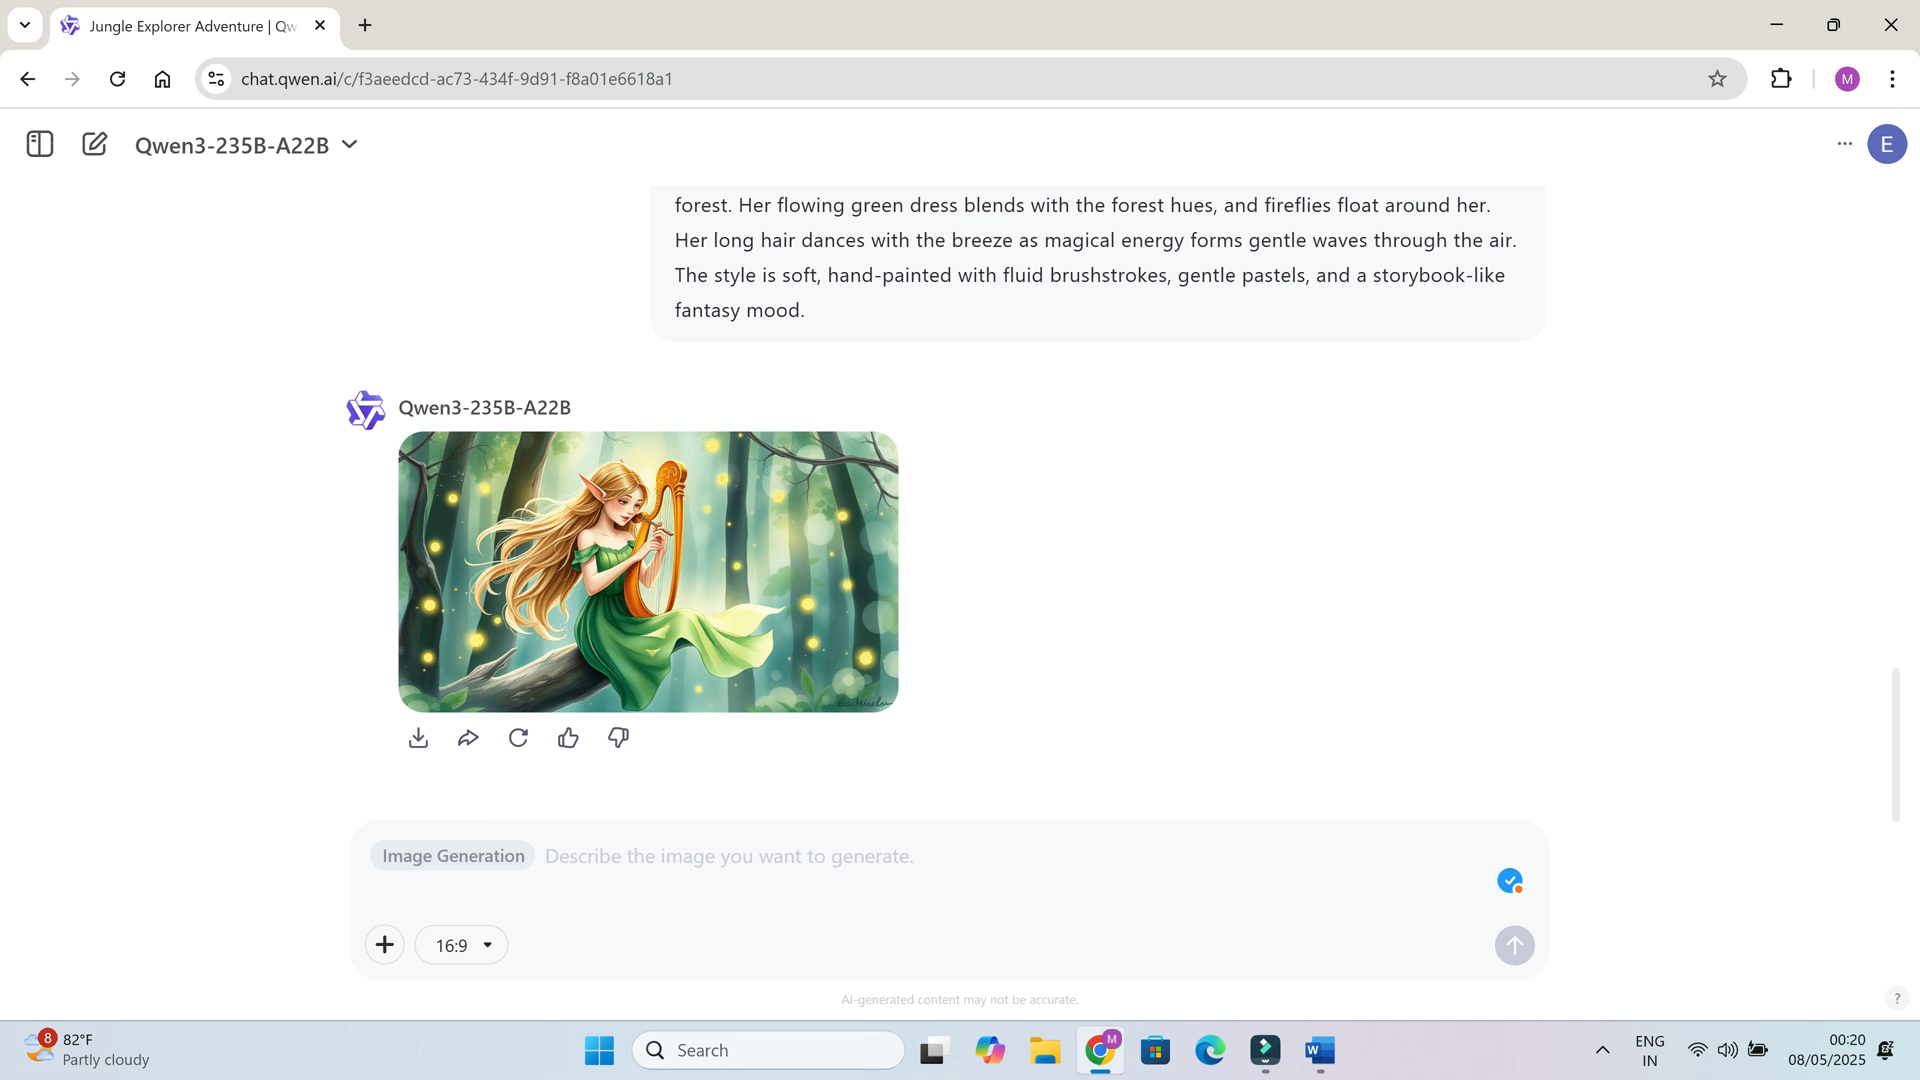 Jungle Explorer Adventure | Qw
chat.qwen.ai/c/f3aeedcd-ac73-434f-9d91-f8a01e6618a1
M
Qwen3-235B-A22B
E
forest. Her flowing green dress blends with the forest hues, and fireflies float around her.
Her long hair dances with the breeze as magical energy forms gentle waves through the air.
The style is soft, hand-painted with fluid brushstrokes, gentle pastels, and a storybook-like
fantasy mood.
Qwen3-235B-A22B
Image Generation Describe the image you want to generate.
16:9
AI-generated content may not be accurate.
?
8
82°F
Partly cloudy
Search
M
W
ENG
IN
00:20
08/05/2025